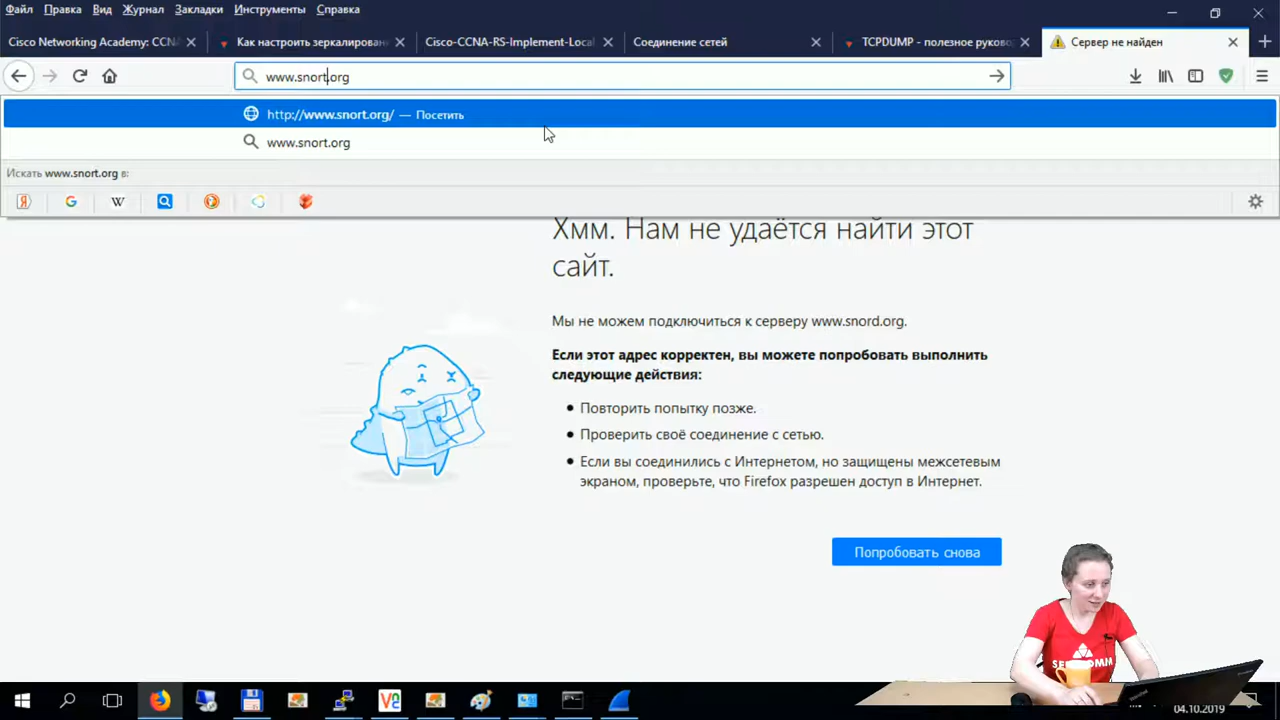 Файл Правка Вид Журнал Закладки Инструменты Справка
Cisco Networking Academy: CCNA
Как настроить зеркалирован
Cisco-CCNA-RS-Implement-Local
Соединение сетей
TCPDUMP - полезное руково
Сервер не найден
www.snort.org
http://www.snort.org/ — Посетить
www.snort.org
Искать www.snort.org в:
Хмм. Нам не удаётся найти этот
сайт.
Мы не можем подключиться к серверу www.snord.org.
Если этот адрес корректен, вы можете попробовать выполнить
следующие действия:
Повторить попытку позже.
Проверить своё соединение с сетью.
Если вы соединились с Интернетом, но защищены межсетевым
экраном, проверьте, что Firefox разрешен доступ в Интернет.
Попробовать снова
04.10.2019